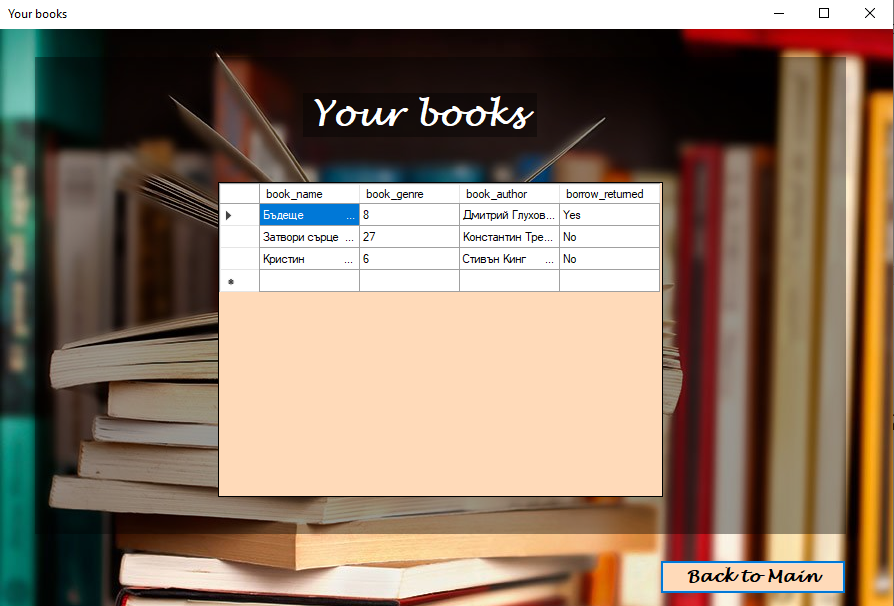 Your books
Your books
book_name book_genre book_author borrow_returned
Бъдеще ... 8 Дмитрий Глухов... Yes
Затвори сърце ... 27 Константин Тре... No
Кристин ... 6 Стивън Кинг ... No
Back to Main